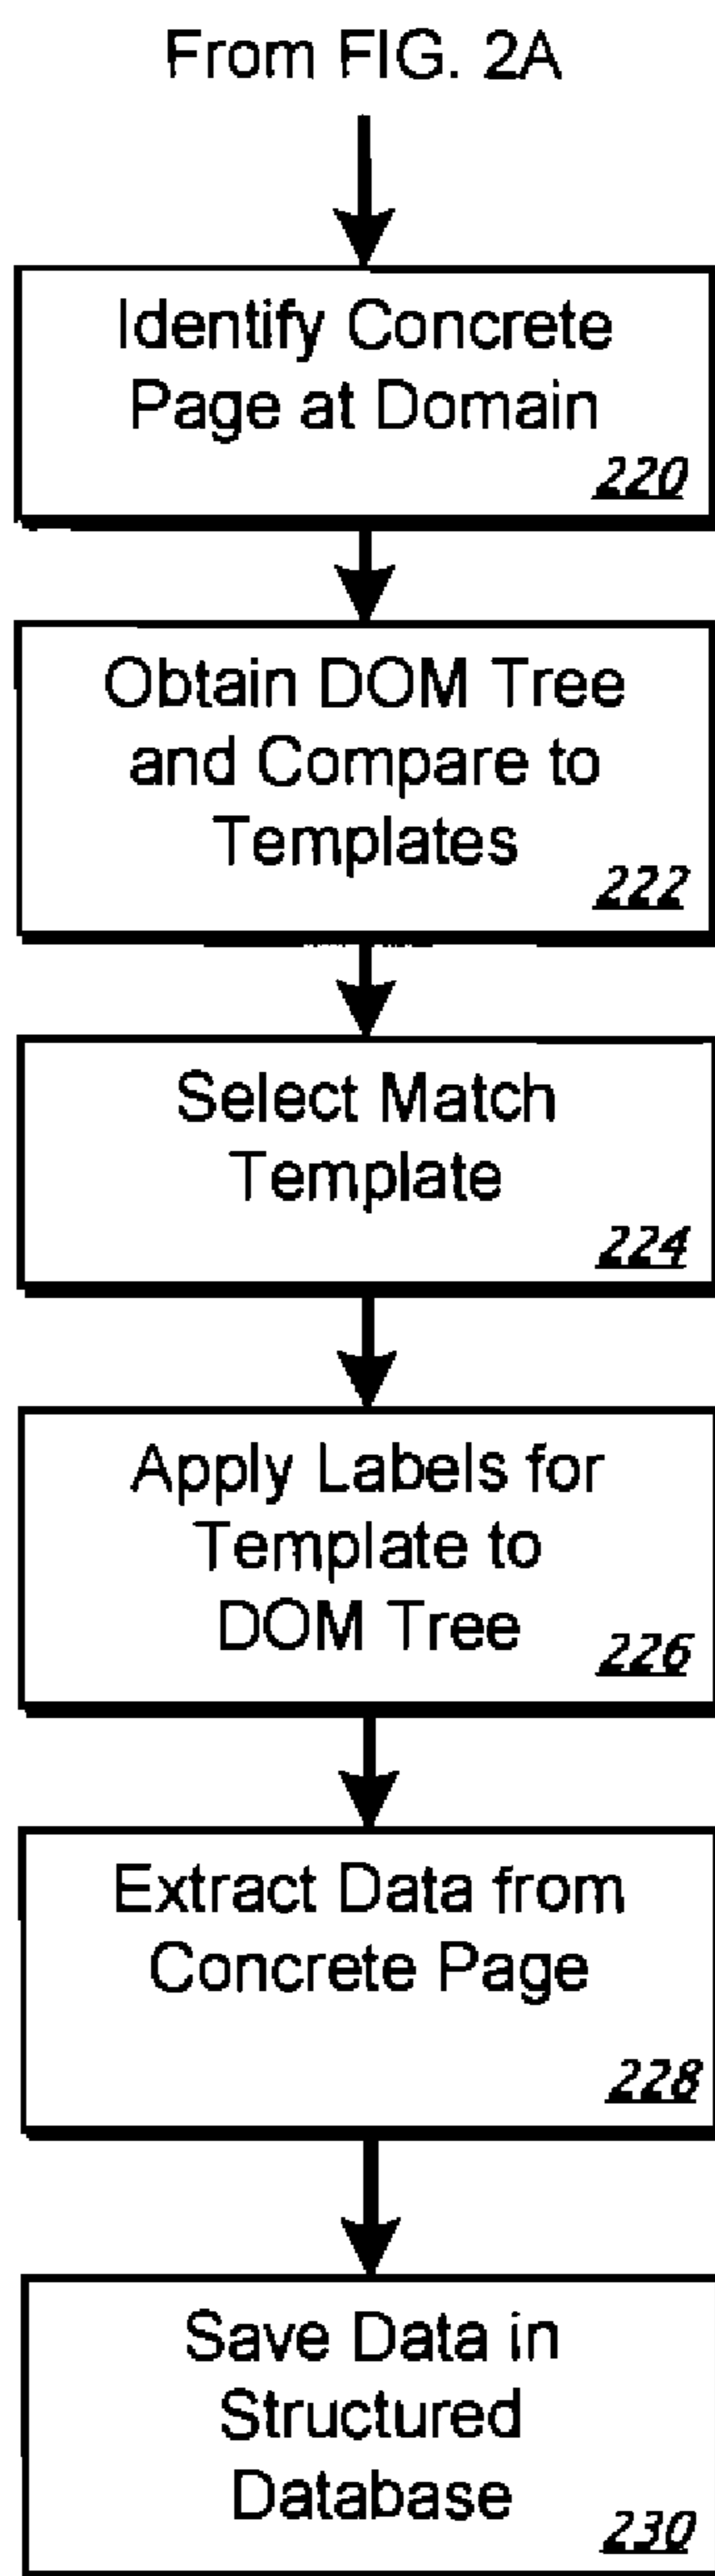 From FIG. 2A
Identify Concrete
Page at Domain
220
Obtain DOM Tree
and Compare to
Templates
222
Select Match
Template
224
Apply Labels for
Template to
DOM Tree
226
Extract Data from
Concrete Page
228
Save Data in
Structured
Database
230